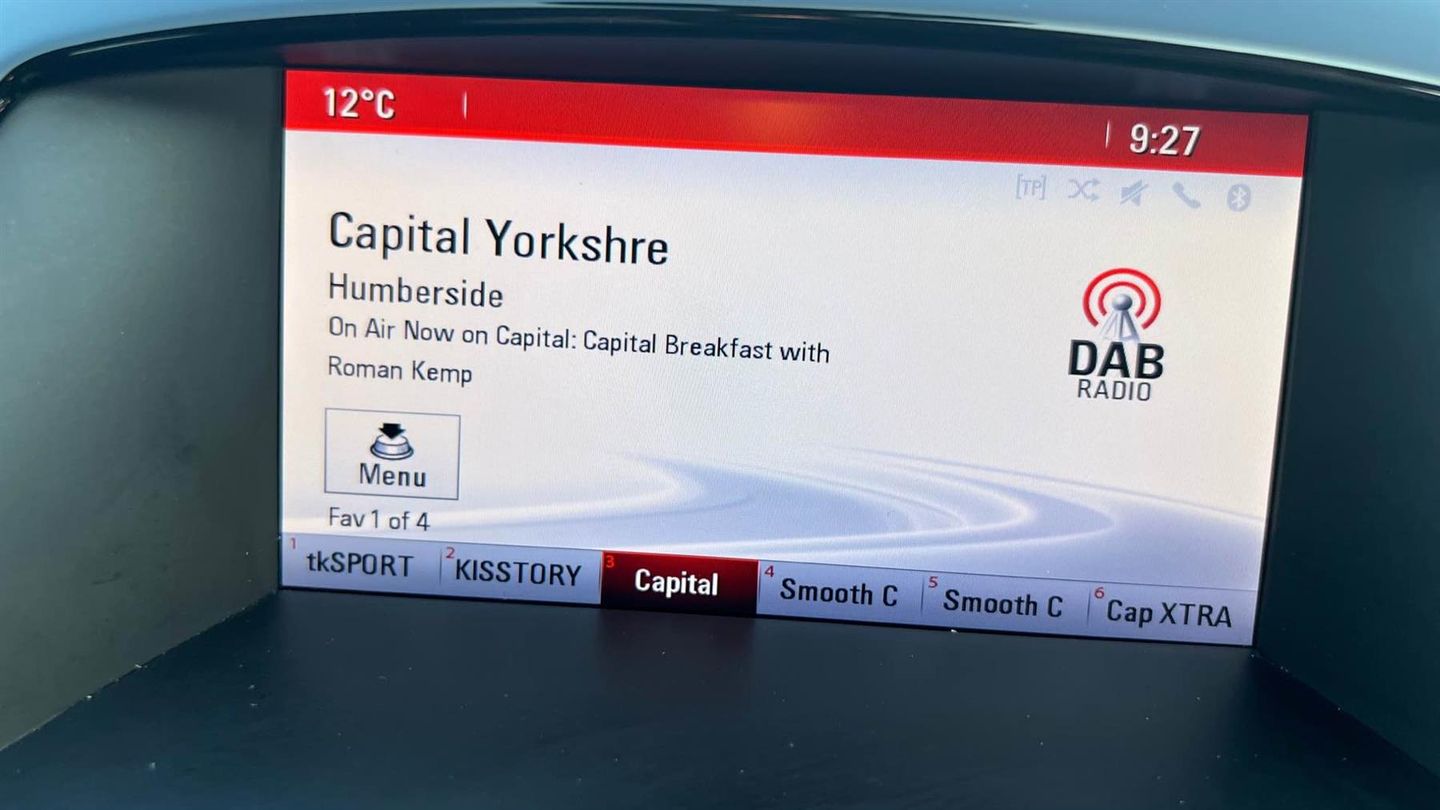 12°C
9:27
[TP]
Capital Yorkshre
Humberside
On Air Now on Capital: Capital Breakfast with
Roman Kemp
DAB
RADIO
Menu
Fav 1 of 4
1 tkSPORT 2 KISSTORY 3 Capital 4 Smooth C 5 Smooth C 6 Cap XTRA